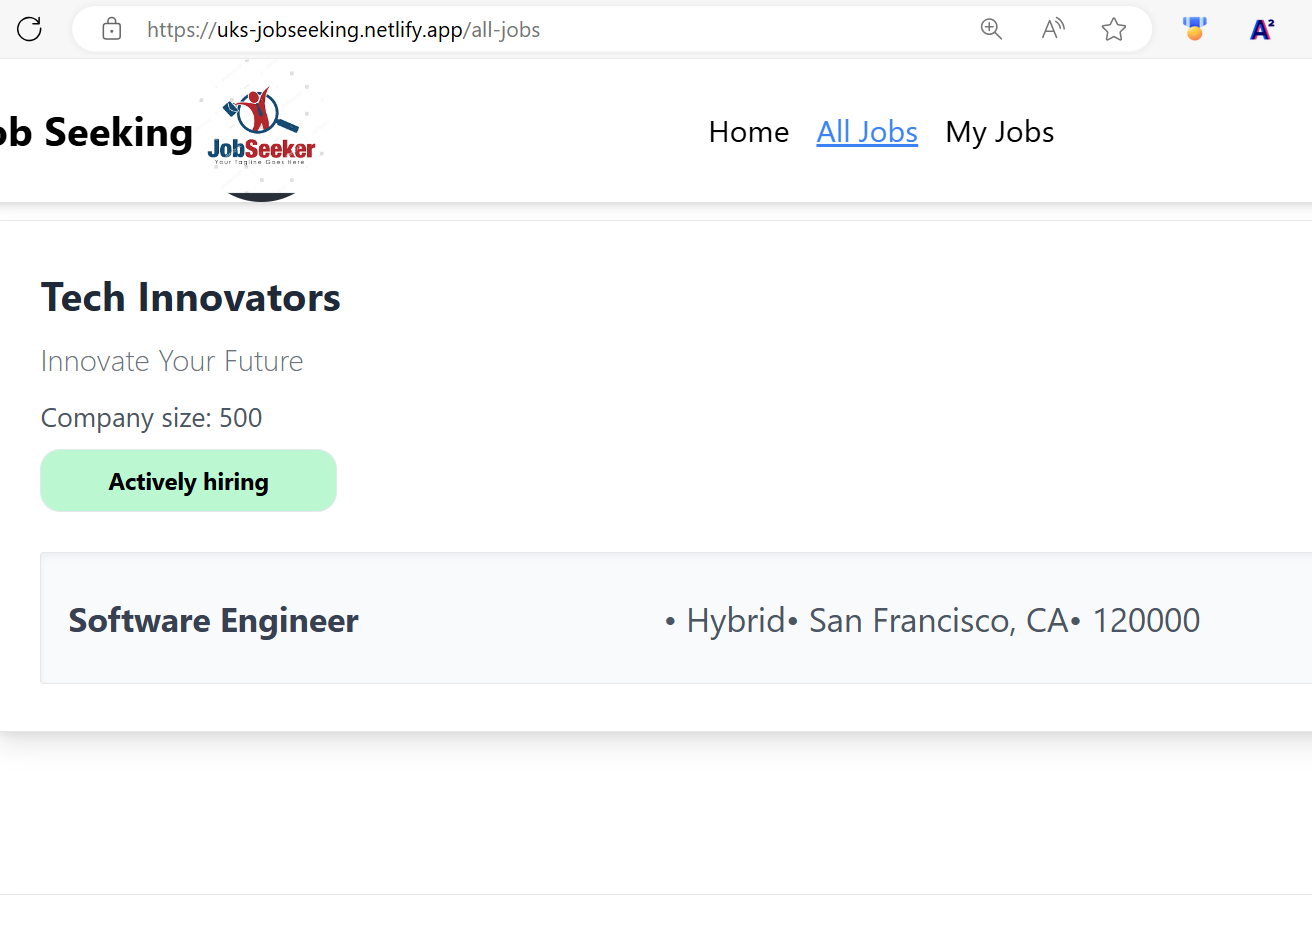 https://uks-jobseeking.netlify.app/all-jobs
ob Seeking
JobSeeker
Your Tagline Goes Here
Home All Jobs My Jobs
Tech Innovators
Innovate Your Future
Company size: 500
Actively hiring
Software Engineer • Hybrid• San Francisco, CA• 120000